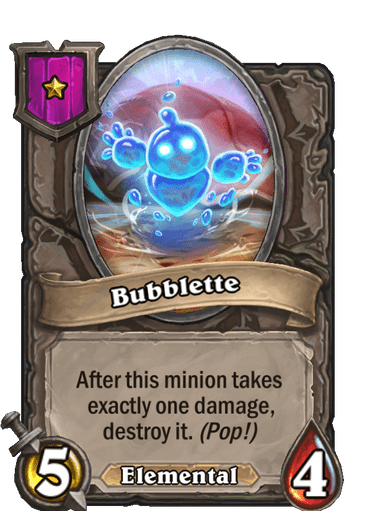 Bubblette
After this minion takes
exactly one damage,
destroy it. (Pop!)
5
Elemental
4